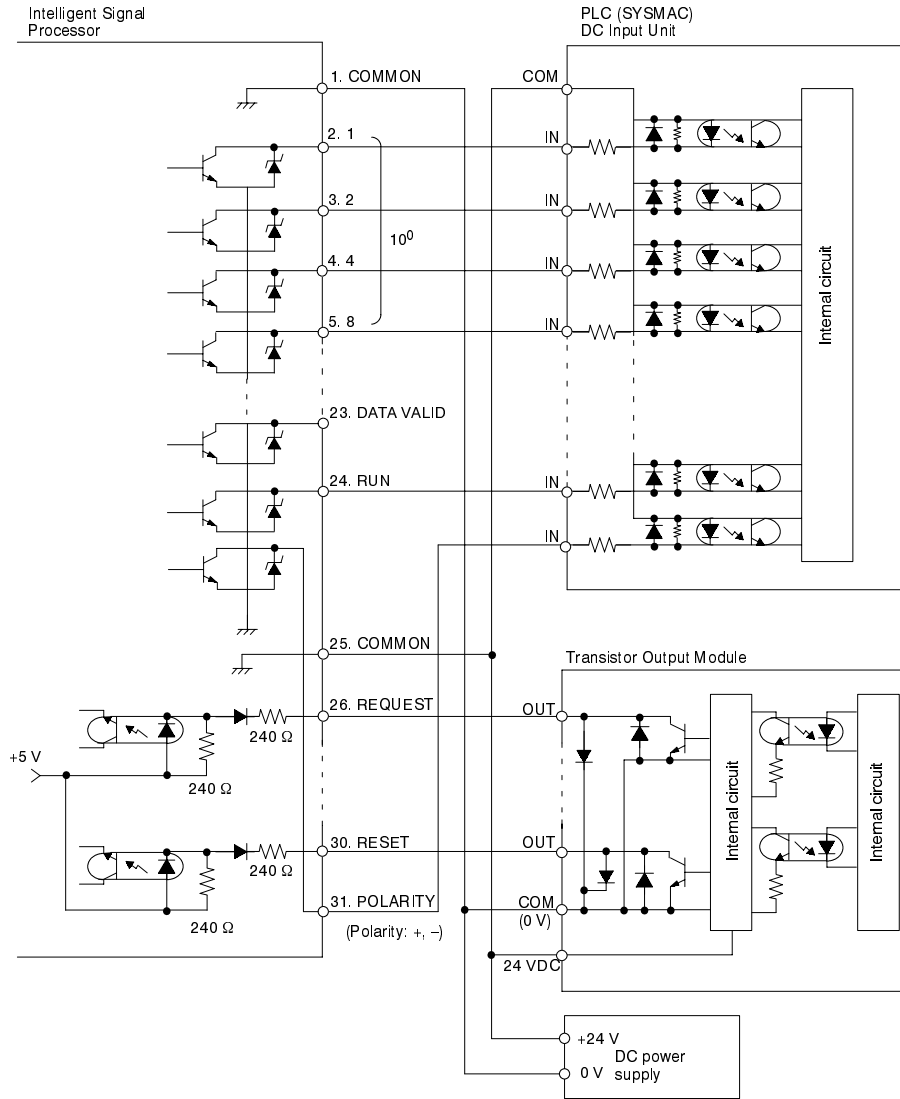 Intelligent Signal
Processor
PLC (SYSMAC)
DC Input Unit
1. COMMON
COM
2. 1
IN
3. 2
IN
10⁰
4. 4
IN
5. 8
IN
Internal circuit
23. DATA VALID
24. RUN
IN
IN
25. COMMON
Transistor Output Module
26. REQUEST
OUT
240 Ω
+5 V
240 Ω
Internal circuit
Internal circuit
30. RESET
OUT
240 Ω
31. POLARITY
COM
(0 V)
240 Ω
(Polarity: +, –)
24 VDC
+24 V
DC power
supply
0 V